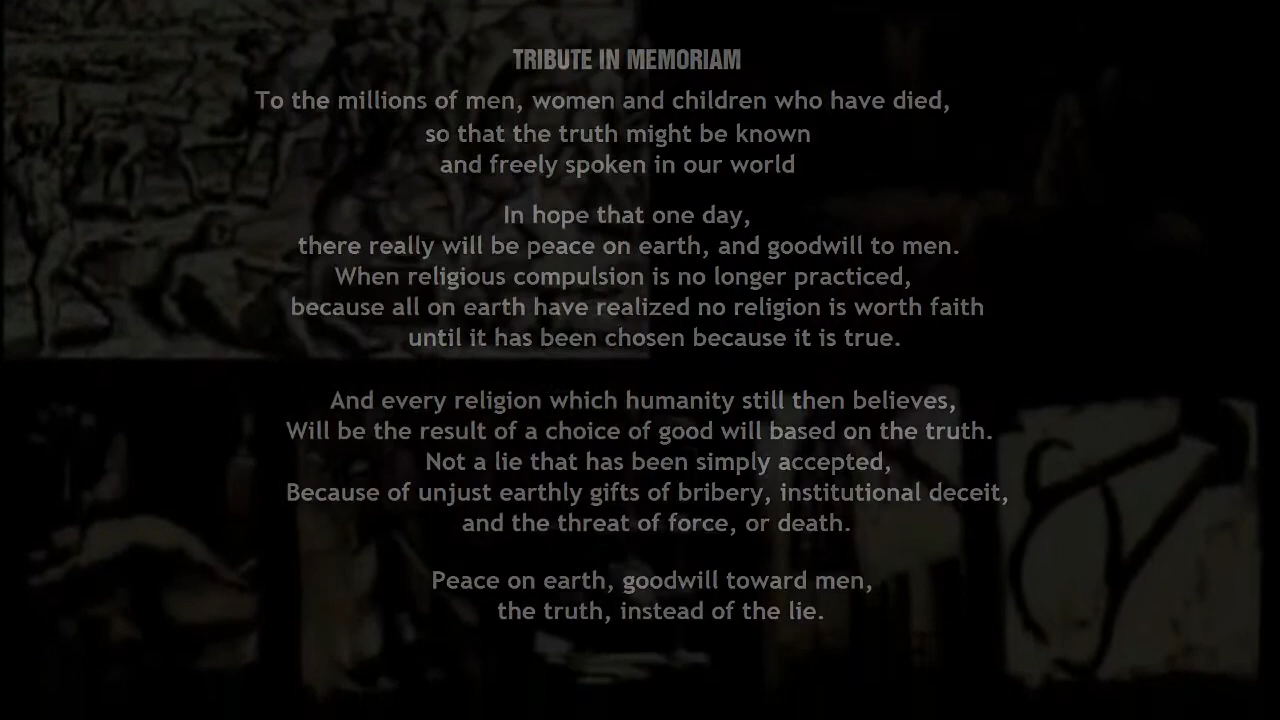 TRIBUTE IN MEMORIAM
To the millions of men, women and children who have died,
so that the truth might be known
and freely spoken in our world
In hope that one day,
there really will be peace on earth, and goodwill to men.
When religious compulsion is no longer practiced,
because all on earth have realized no religion is worth faith
until it has been chosen because it is true.
And every religion which humanity still then believes,
Will be the result of a choice of good will based on the truth.
Not a lie that has been simply accepted,
Because of unjust earthly gifts of bribery, institutional deceit,
and the threat of force, or death.
Peace on earth, goodwill toward men,
the truth, instead of the lie.